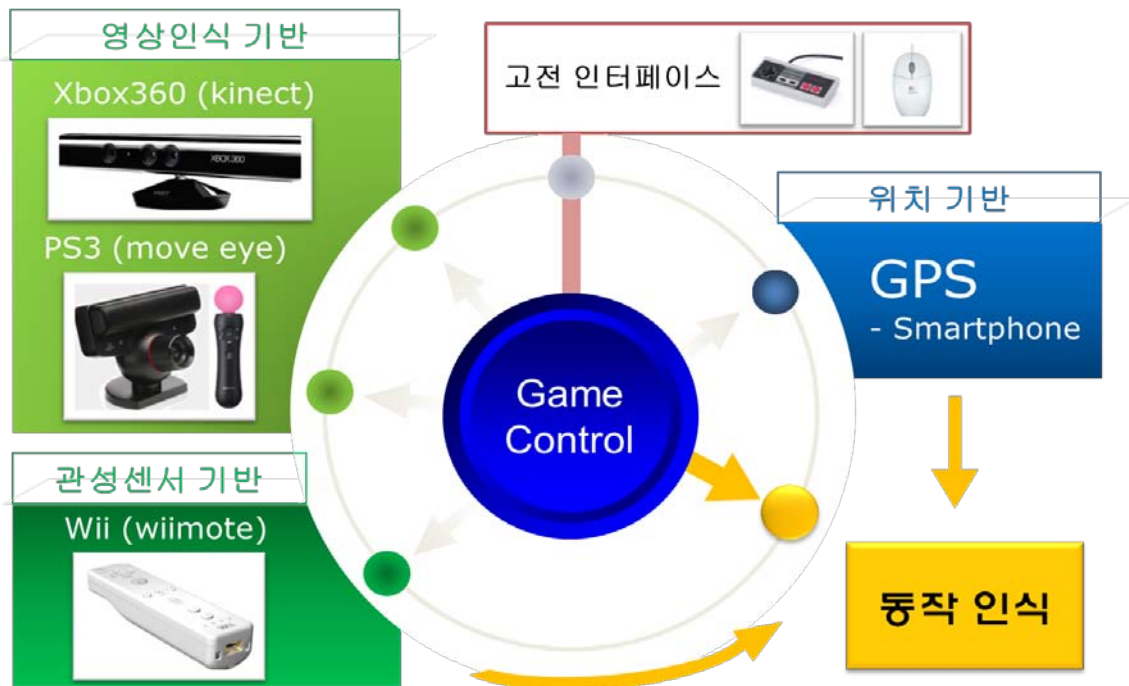 영상인식 기반
Xbox360 (kinect)
XBOX 360
PS3 (move eye)
관성센서 기반
Wii (wiimote)
고전 인터페이스
Game
Control
위치 기반
GPS
- Smartphone
동작 인식